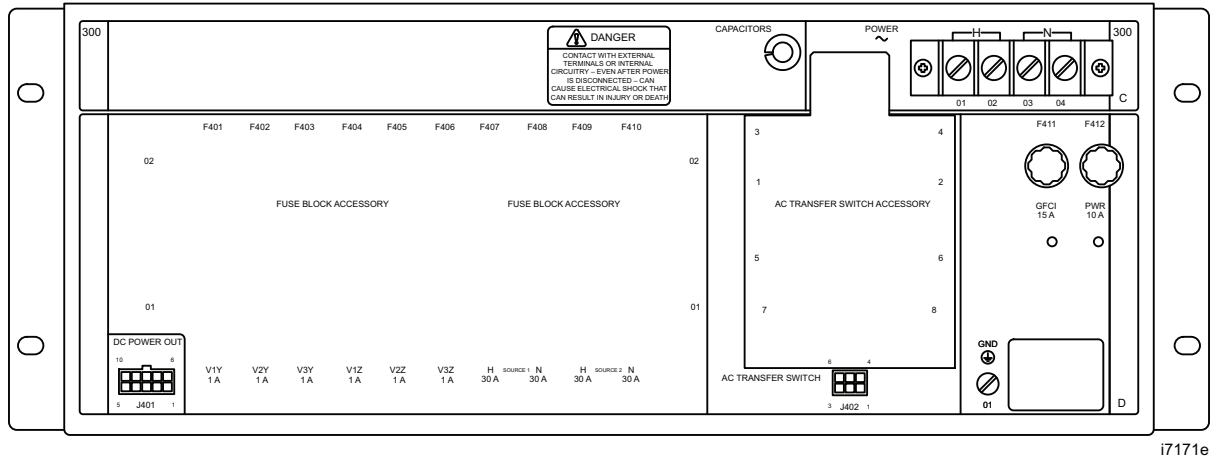 300
DANGER
CONTACT WITH EXTERNAL
TERMINALS OR INTERNAL
CIRCUITRY – EVEN AFTER POWER
IS DISCONNECTED – CAN
CAUSE ELECTRICAL SHOCK THAT
CAN RESULT IN INJURY OR DEATH
CAPACITORS
POWER
H N
300
01 02 03 04
C
F401 F402 F403 F404 F405 F406 F407 F408 F409 F410
3 4
F411 F412
02 02
1 2
FUSE BLOCK ACCESSORY FUSE BLOCK ACCESSORY
AC TRANSFER SWITCH ACCESSORY
GFCI PWR
15 A 10 A
5 6
01 01
7 8
DC POWER OUT
10 6
5 J401 1
V1Y V2Y V3Y V1Z V2Z V3Z H SOURCE 1 N H SOURCE 2 N
1 A 1 A 1 A 1 A 1 A 1 A 30 A 30 A 30 A 30 A
6 4
AC TRANSFER SWITCH
3 J402 1
GND
01
D
i7171e